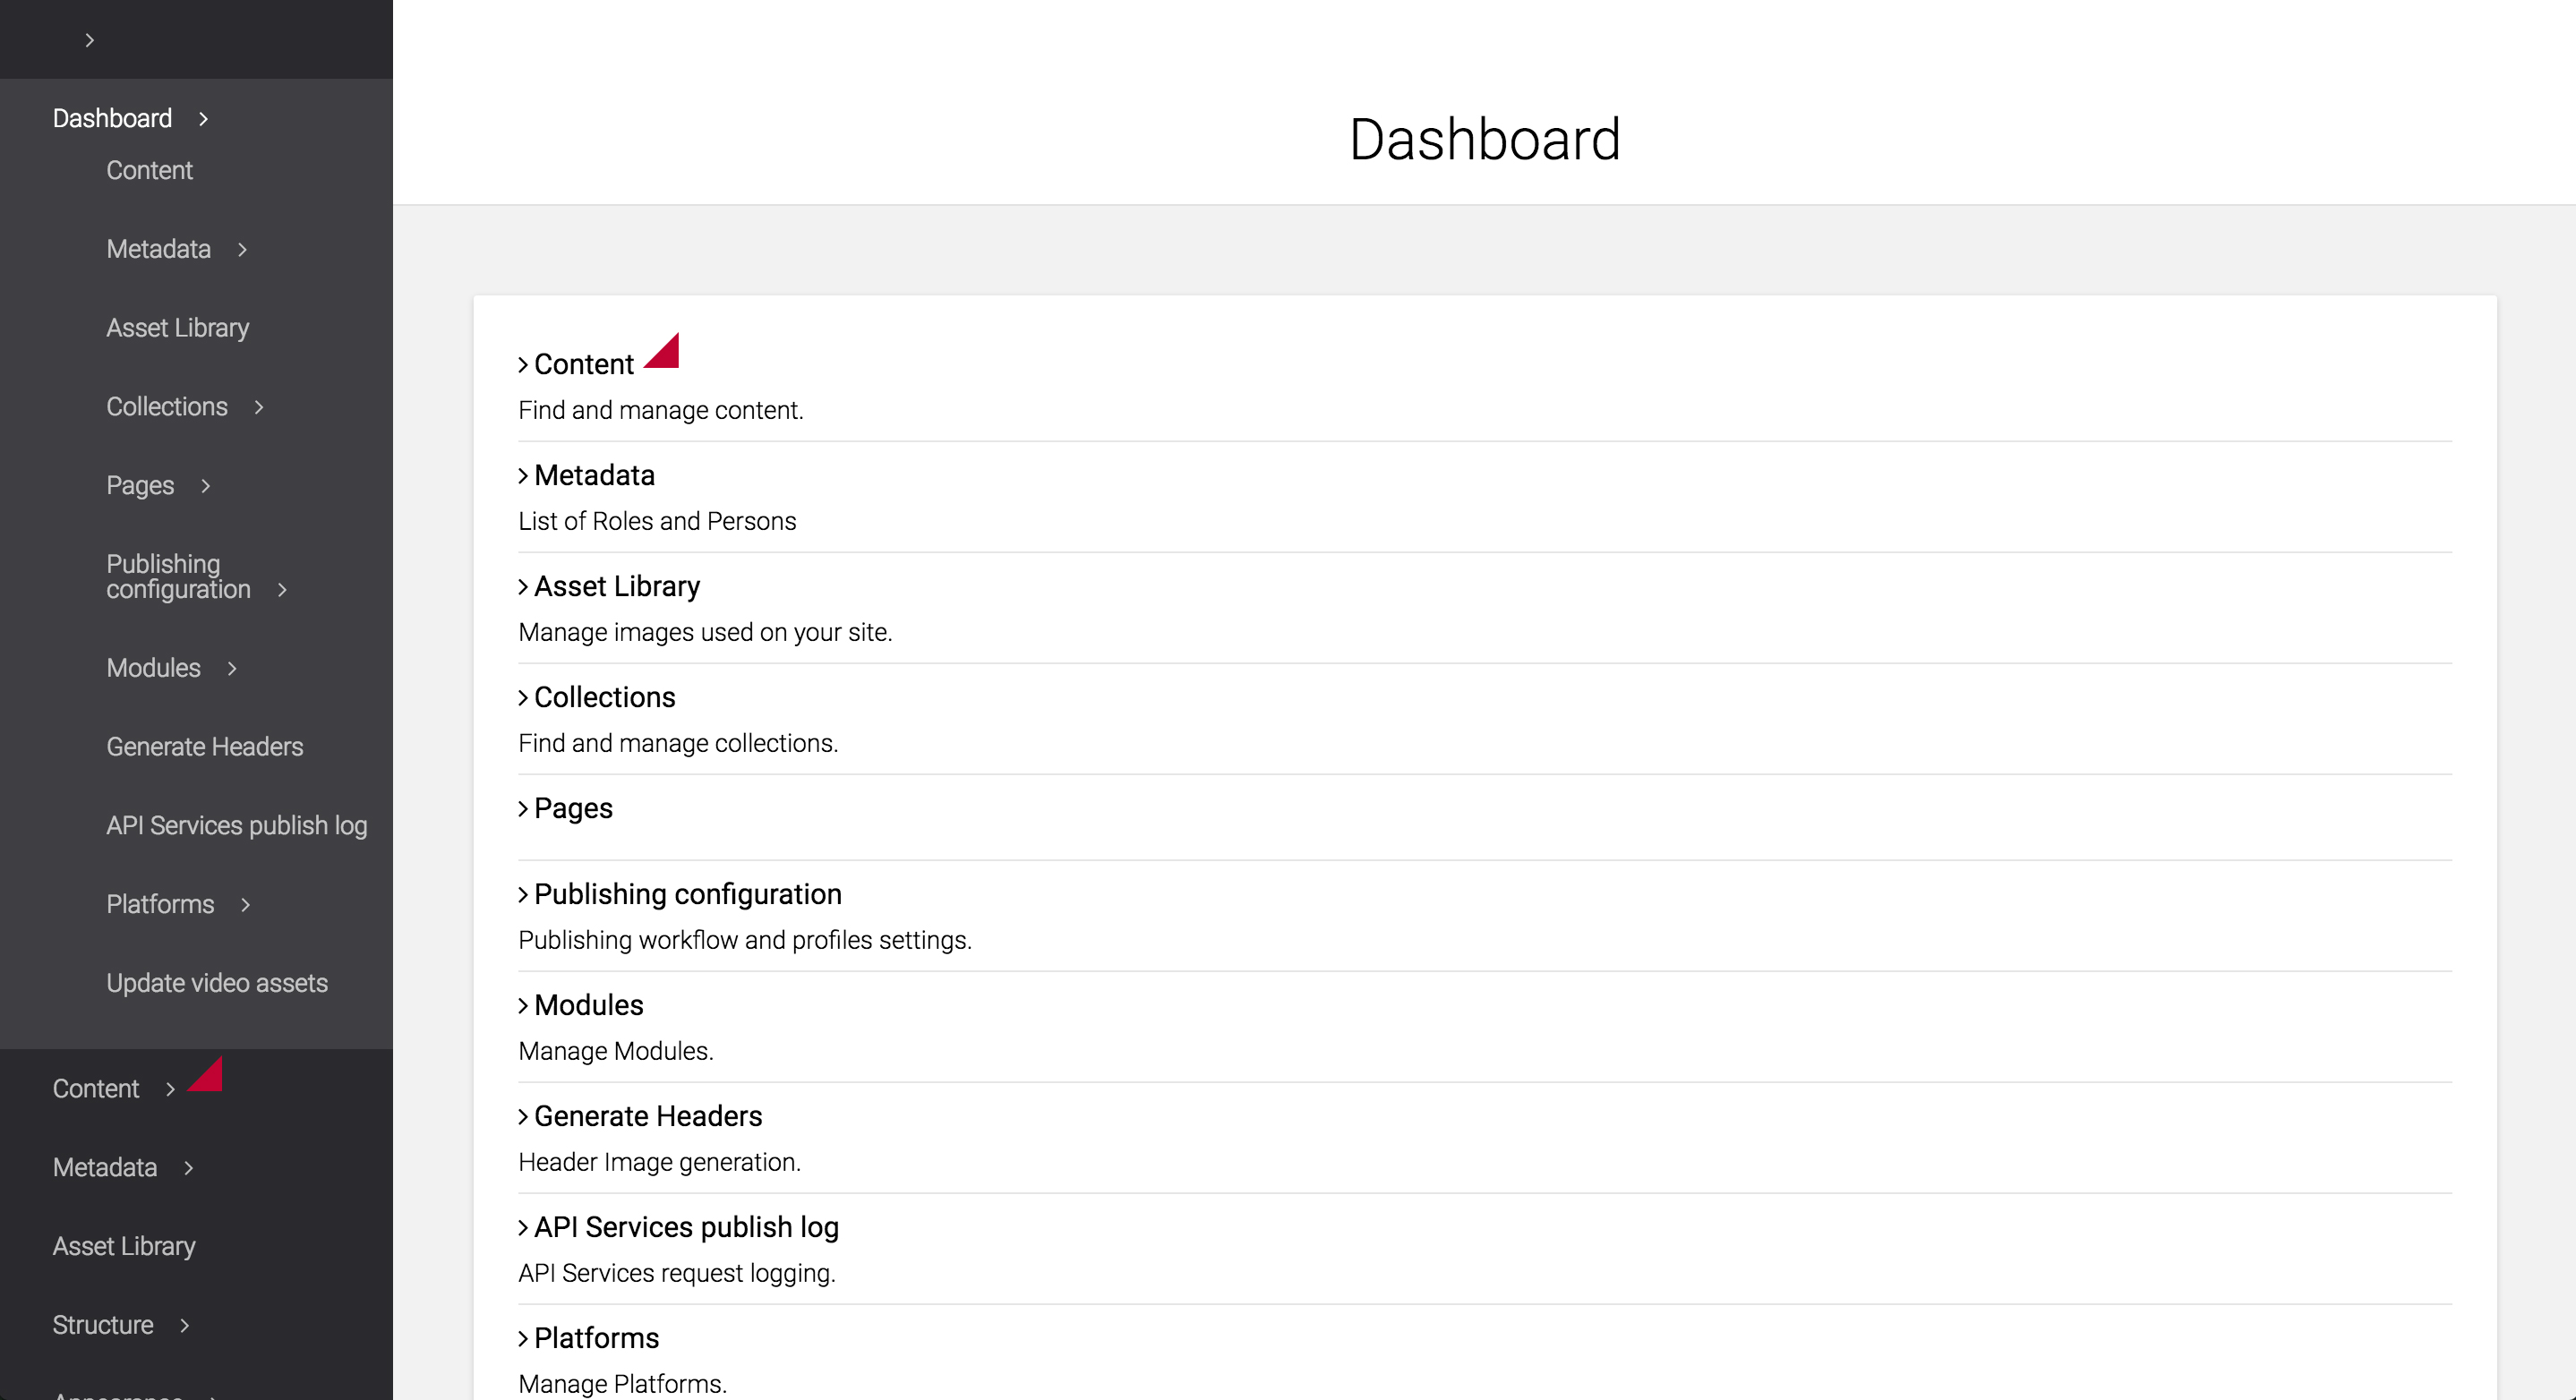 Dashboard
Content
Metadata
Asset Library
Collections
Pages
Publishing
configuration
Modules
Generate Headers
API Services publish log
Platforms
Update video assets
Content
Metadata
Asset Library
Structure
Dashboard
Content
Find and manage content.
Metadata
List of Roles and Persons
Asset Library
Manage images used on your site.
Collections
Find and manage collections.
Pages
Publishing configuration
Publishing workflow and profiles settings.
Modules
Manage Modules.
Generate Headers
Header Image generation.
API Services publish log
API Services request logging.
Platforms
Manage Platforms.